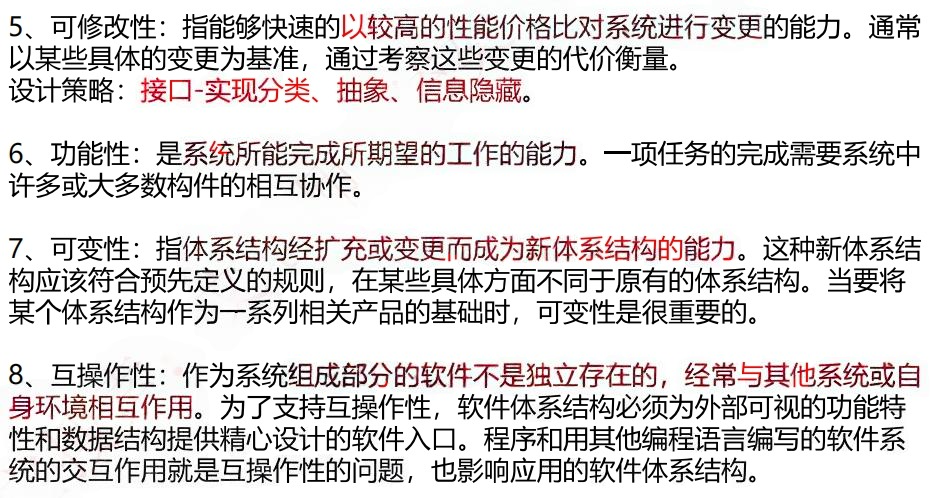 5、可修改性：指能够快速的以较高的性能价格比对系统进行变更的能力。通常
以某些具体的变更为基准，通过考察这些变更的代价衡量。
设计策略：接口-实现分类、抽象、信息隐藏。
6、功能性：是系统所能完成所期望的工作的能力。一项任务的完成需要系统中
许多或大多数构件的相互协作。
7、可变性：指体系结构经扩充或变更而成为新体系结构的能力。这种新体系结
构应该符合预先定义的规则，在某些具体方面不同于原有的体系结构。当要将
某个体系结构作为一系列相关产品的基础时，可变性是很重要的。
8、互操作性：作为系统组成部分的软件不是独立存在的，经常与其他系统或自
身环境相互作用。为了支持互操作性，软件体系结构必须为外部可视的功能特
性和数据结构提供精心设计的软件入口。程序和用其他编程语言编写的软件系
统的交互作用就是互操作性的问题，也影响应用的软件体系结构。